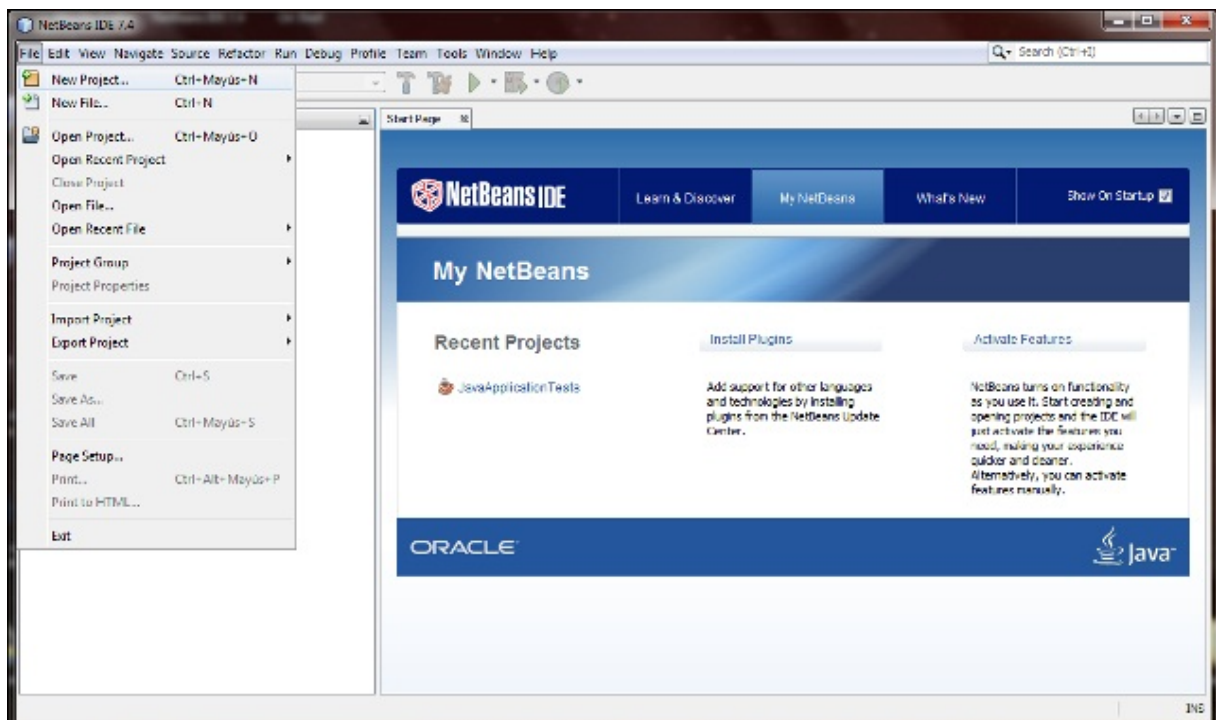 NetBeans IDE 7.4
File Edit View Navigate Source Refactor Run Debug Profile Team Tools Window Help
Search (Ctrl+I)
New Project... Ctrl+Mayús+N
New File... Ctrl+N
Open Project... Ctrl+Mayús+O
Open Recent Project
Close Project
Open File...
Open Recent File
Project Group
Project Properties
Import Project
Export Project
Save Ctrl+S
Save As...
Save All Ctrl+Mayús+S
Page Setup...
Print... Ctrl+Alt+Mayús+P
Print to HTML...
Exit
Start Page
NetBeans IDE
Learn & Discover
My NetBeans
What's New
Show On Startup
My NetBeans
Recent Projects
JavaApplicationTests
Install Plugins
Add support for other languages
and technologies by installing
plugins from the NetBeans Update
Center.
Activate Features
NetBeans turns on functionality
as you use it. Start creating and
opening projects and the IDE will
just activate the features you
need, making your experience
quicker and cleaner.
Alternatively, you can activate
features manually.
ORACLE
Java
INS